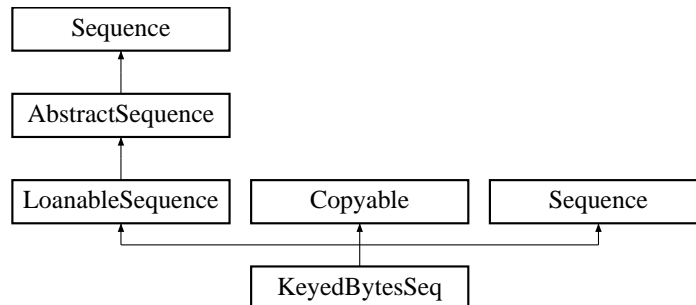 Sequence
AbstractSequence
LoanableSequence
Copyable
Sequence
KeyedBytesSeq